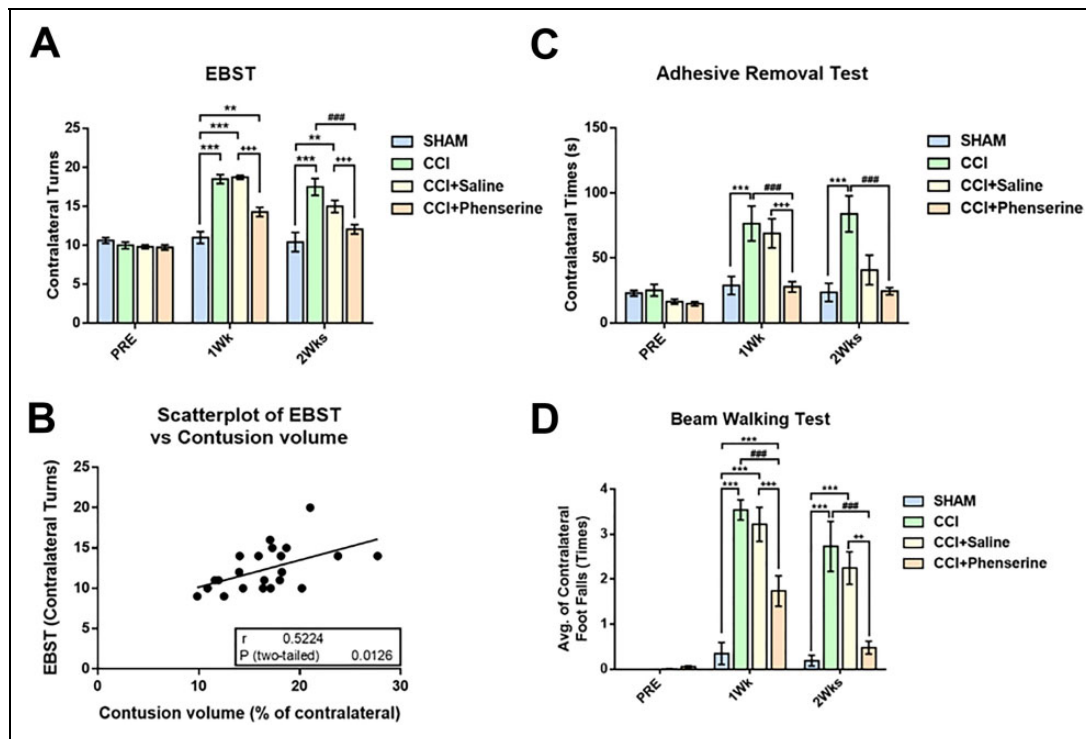 A
EBST
Contralateral Turns
25
20
15
10
5
0
PRE
1Wk
2Wks
**
***
***
+++
###
**
***
+++
SHAM
CCI
CCI+Saline
CCI+Phenserine
B
Scatterplot of EBST
vs Contusion volume
EBST (Contralateral Turns)
25
20
15
10
5
0
0
10
20
30
r 0.5224
P (two-tailed) 0.0126
Contusion volume (% of contralateral)
C
Adhesive Removal Test
Contralataral Times (s)
150
100
50
0
PRE
1Wk
2Wks
***
###
+++
***
###
SHAM
CCI
CCI+Saline
CCI+Phenserine
D
Beam Walking Test
Avg. of Contralateral
Foot Falls (Times)
4
3
2
1
0
PRE
1Wk
2Wks
***
###
***
***
+++
***
***
###
++
SHAM
CCI
CCI+Saline
CCI+Phenserine